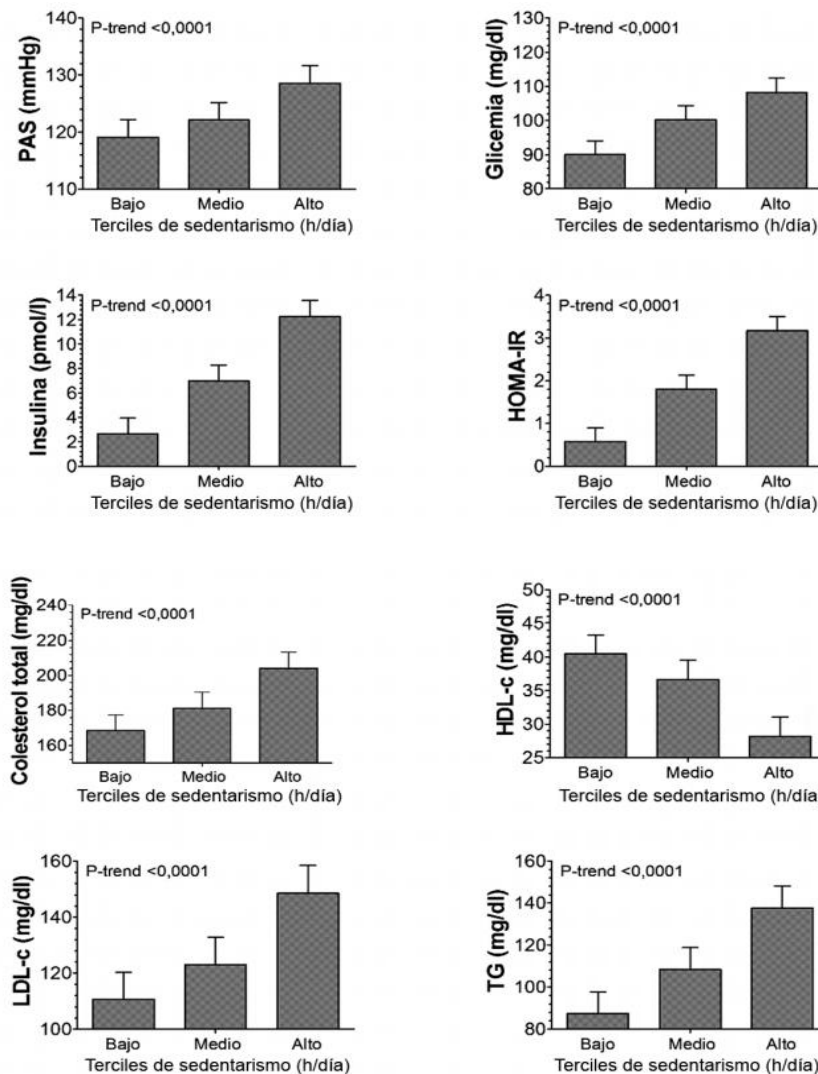 PAS (mmHg)
140
130
120
110
P-trend <0,0001
Bajo Medio Alto
Terciles de sedentarismo (h/día)
Glicemia (mg/dl)
130
120
110
100
90
80
P-trend <0,0001
Bajo Medio Alto
Terciles de sedentarismo (h/día)
Insulina (pmol/l)
14
12
10
8
6
4
2
0
P-trend <0,0001
Bajo Medio Alto
Terciles de sedentarismo (h/día)
HOMA-IR
4
3
2
1
0
P-trend <0,0001
Bajo Medio Alto
Terciles de sedentarismo (h/día)
Colesterol total (mg/dl)
240
220
200
180
160
P-trend <0,0001
Bajo Medio Alto
Terciles de sedentarismo (h/día)
HDL-c (mg/dl)
50
45
40
35
30
25
P-trend <0,0001
Bajo Medio Alto
Terciles de sedentarismo (h/día)
LDL-c (mg/dl)
160
140
120
100
P-trend <0,0001
Bajo Medio Alto
Terciles de sedentarismo (h/día)
TG (mg/dl)
160
140
120
100
80
P-trend <0,0001
Bajo Medio Alto
Terciles de sedentarismo (h/día)